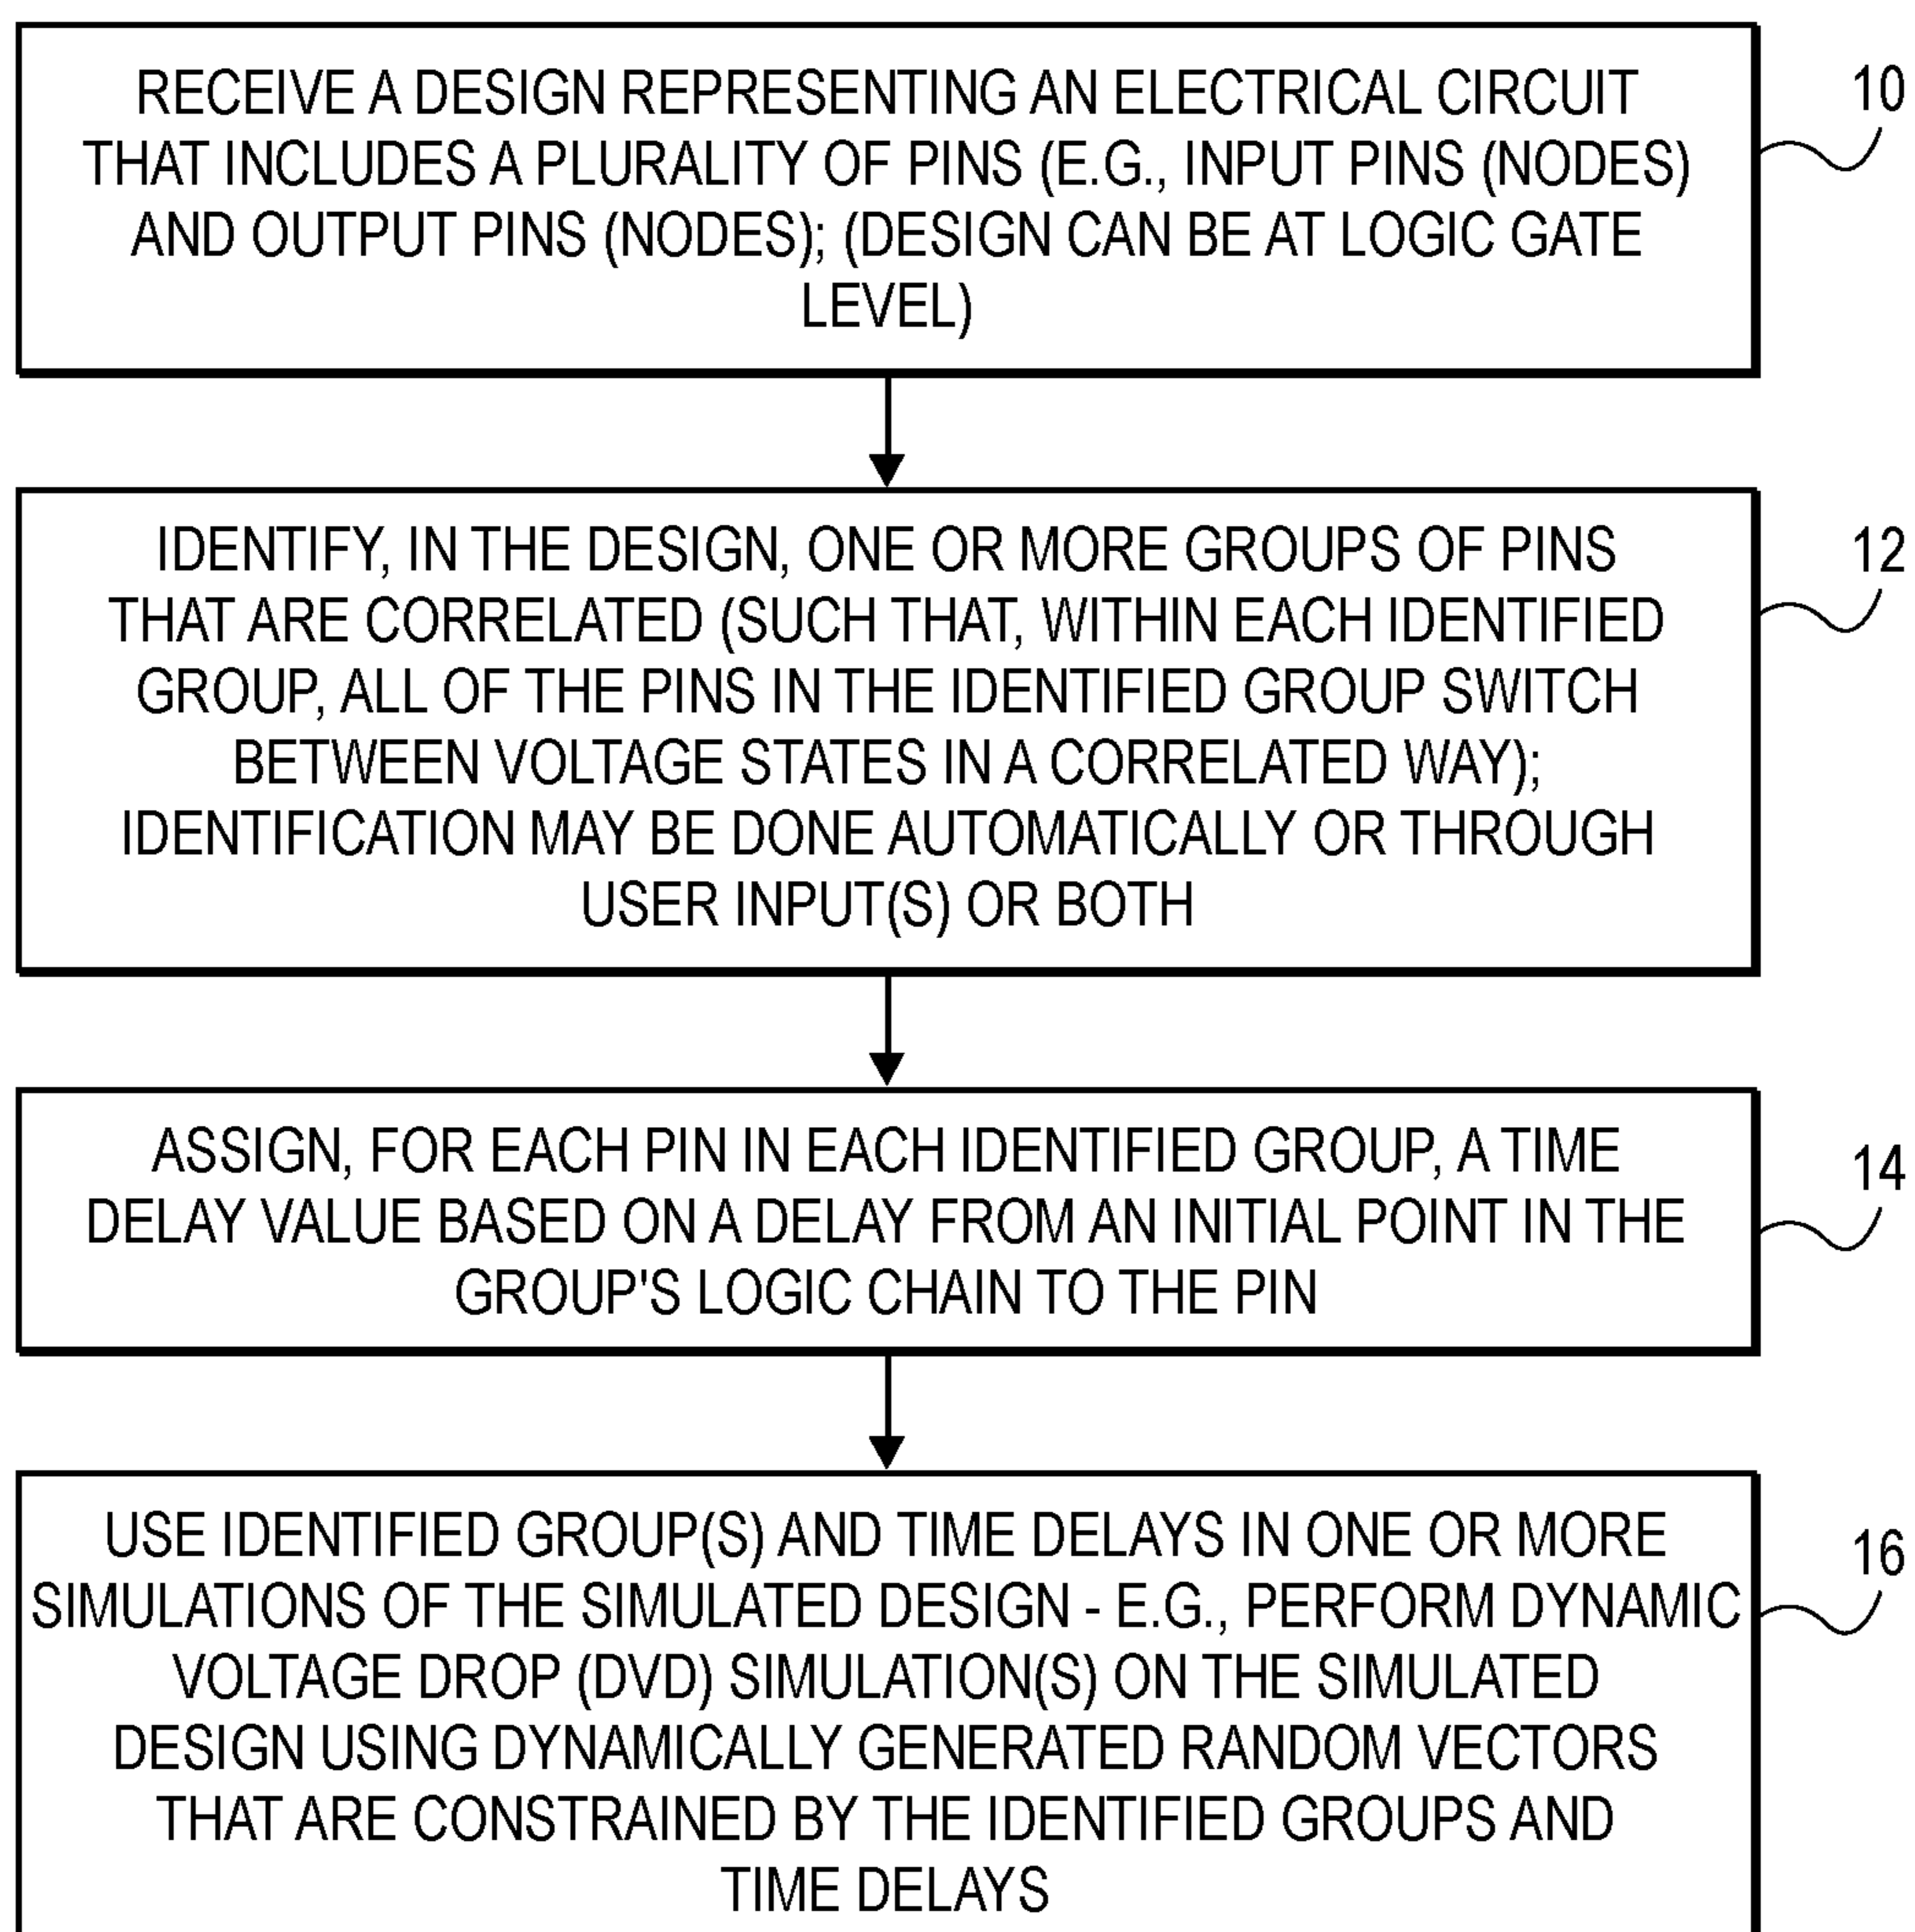 RECEIVE A DESIGN REPRESENTING AN ELECTRICAL CIRCUIT
THAT INCLUDES A PLURALITY OF PINS (E.G., INPUT PINS (NODES)
AND OUTPUT PINS (NODES); (DESIGN CAN BE AT LOGIC GATE
LEVEL)
10
IDENTIFY, IN THE DESIGN, ONE OR MORE GROUPS OF PINS
THAT ARE CORRELATED (SUCH THAT, WITHIN EACH IDENTIFIED
GROUP, ALL OF THE PINS IN THE IDENTIFIED GROUP SWITCH
BETWEEN VOLTAGE STATES IN A CORRELATED WAY);
IDENTIFICATION MAY BE DONE AUTOMATICALLY OR THROUGH
USER INPUT(S) OR BOTH
12
ASSIGN, FOR EACH PIN IN EACH IDENTIFIED GROUP, A TIME
DELAY VALUE BASED ON A DELAY FROM AN INITIAL POINT IN THE
GROUP'S LOGIC CHAIN TO THE PIN
14
USE IDENTIFIED GROUP(S) AND TIME DELAYS IN ONE OR MORE
SIMULATIONS OF THE SIMULATED DESIGN - E.G., PERFORM DYNAMIC
VOLTAGE DROP (DVD) SIMULATION(S) ON THE SIMULATED
DESIGN USING DYNAMICALLY GENERATED RANDOM VECTORS
THAT ARE CONSTRAINED BY THE IDENTIFIED GROUPS AND
TIME DELAYS
16